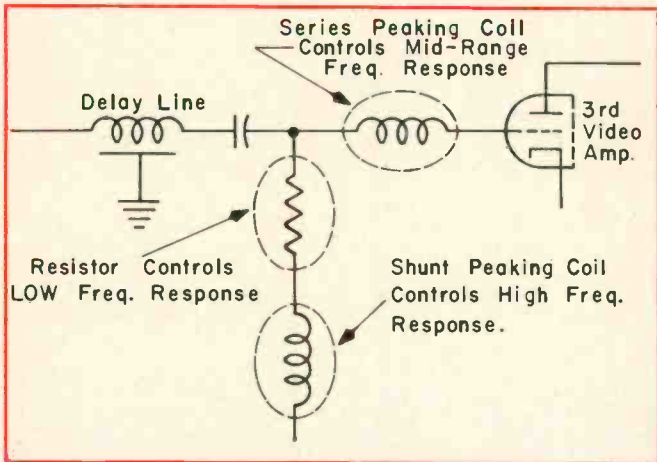 Series Peaking Coil
Controls Mid-Range
Freq. Response
Delay Line
3rd
Video
Amp.
Resistor Controls
LOW Freq. Response
Shunt Peaking Coil
Controls High Freq.
Response.